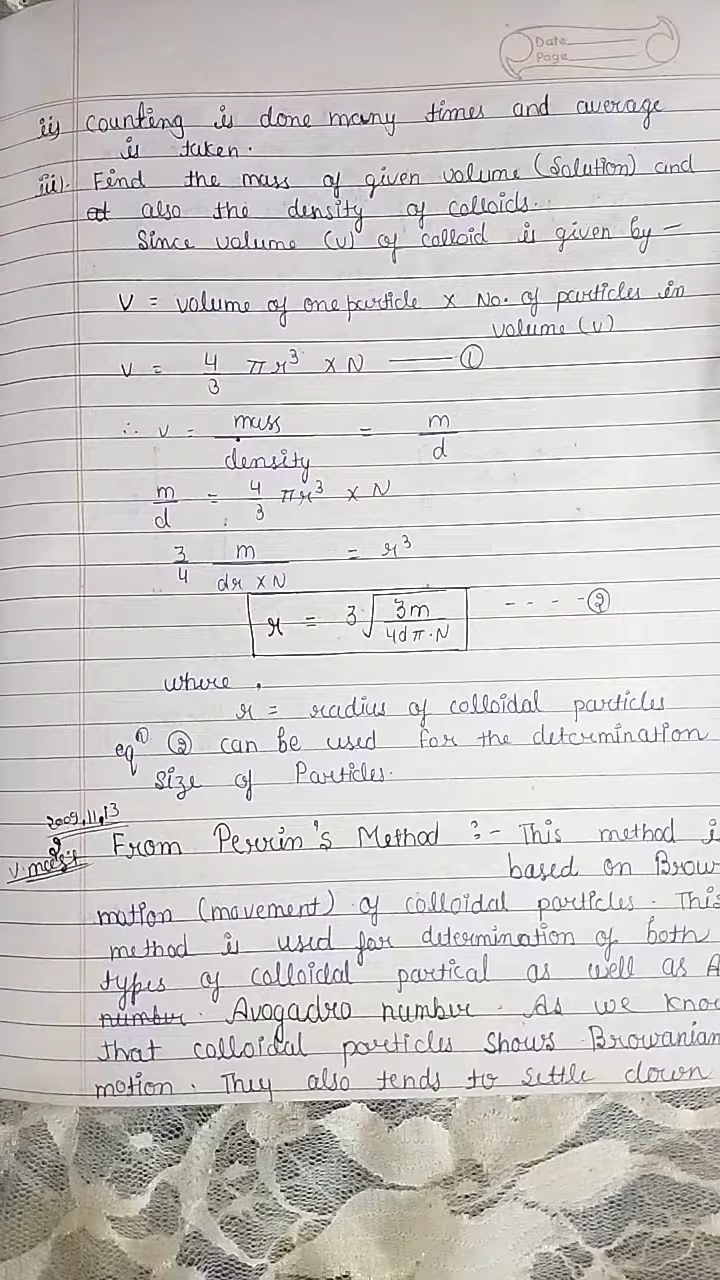 Date
Page
ii) counting is done many times and average
is taken.
iii). Find the mass of given volume (Solution) and
also the density of colloids.
Since volume (v) of colloid is given by –
V = volume of one particle × No. of particles in
volume (v)
v = 4/3 πr³ × N —— ①
∴ v = mass/density = m/d
m/d = 4/3 πr³ × N
3/4 m/dπ × N = r³
r = 3√3m/4dπ.N - - - - ②
where,
r = radius of colloidal particles
eqⁿ ② can be used for the determination
size of Particles.
2009,11,13
V.most
From Perrin's Method :- This method i
based on Brow
motion (movement) of colloidal particles. This
method is used for determination of both
types of colloidal partical as well as A
number. Avogadro number. As we know
that colloidal particles shows Browanian
motion. They also tends to settle down